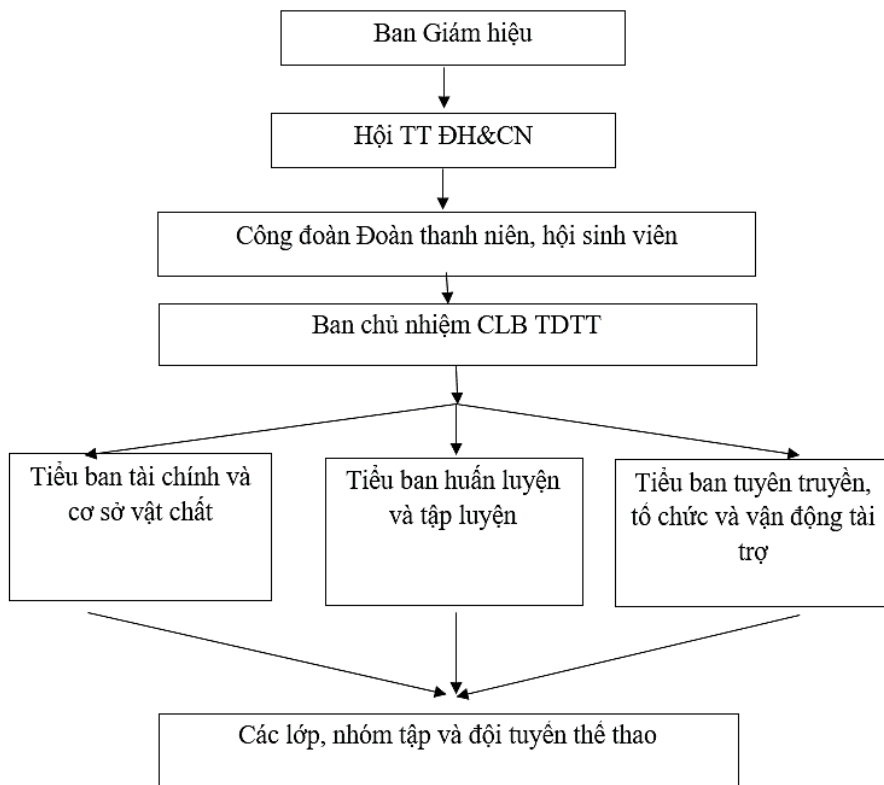 Ban Giám hiệu
Hội TT ĐH&CN
Công đoàn Đoàn thanh niên, hội sinh viên
Ban chủ nhiệm CLB TDTT
Tiểu ban tài chính và
cơ sở vật chất
Tiểu ban huấn luyện
và tập luyện
Tiểu ban tuyên truyền,
tổ chức và vận động tài
trợ
Các lớp, nhóm tập và đội tuyển thể thao